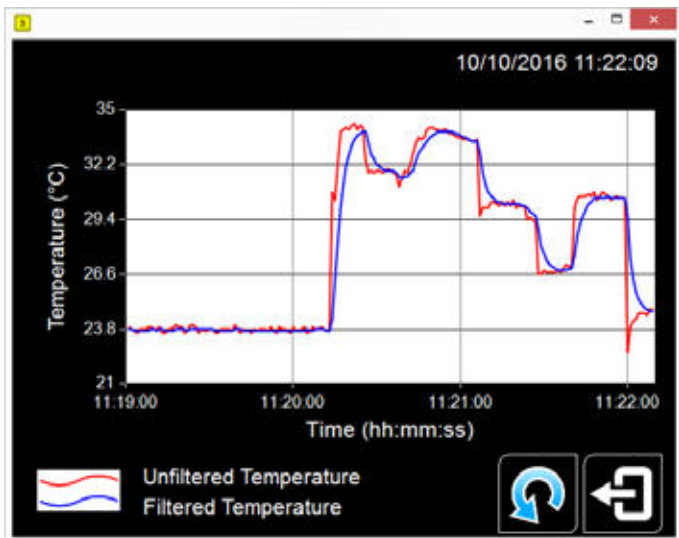 10/10/2016 11:22:09
35
32.2
29.4
26.6
23.8
21
Temperature (°C)
11:19:00 11:20:00 11:21:00 11:22:00
Time (hh:mm:ss)
Unfiltered Temperature
Filtered Temperature